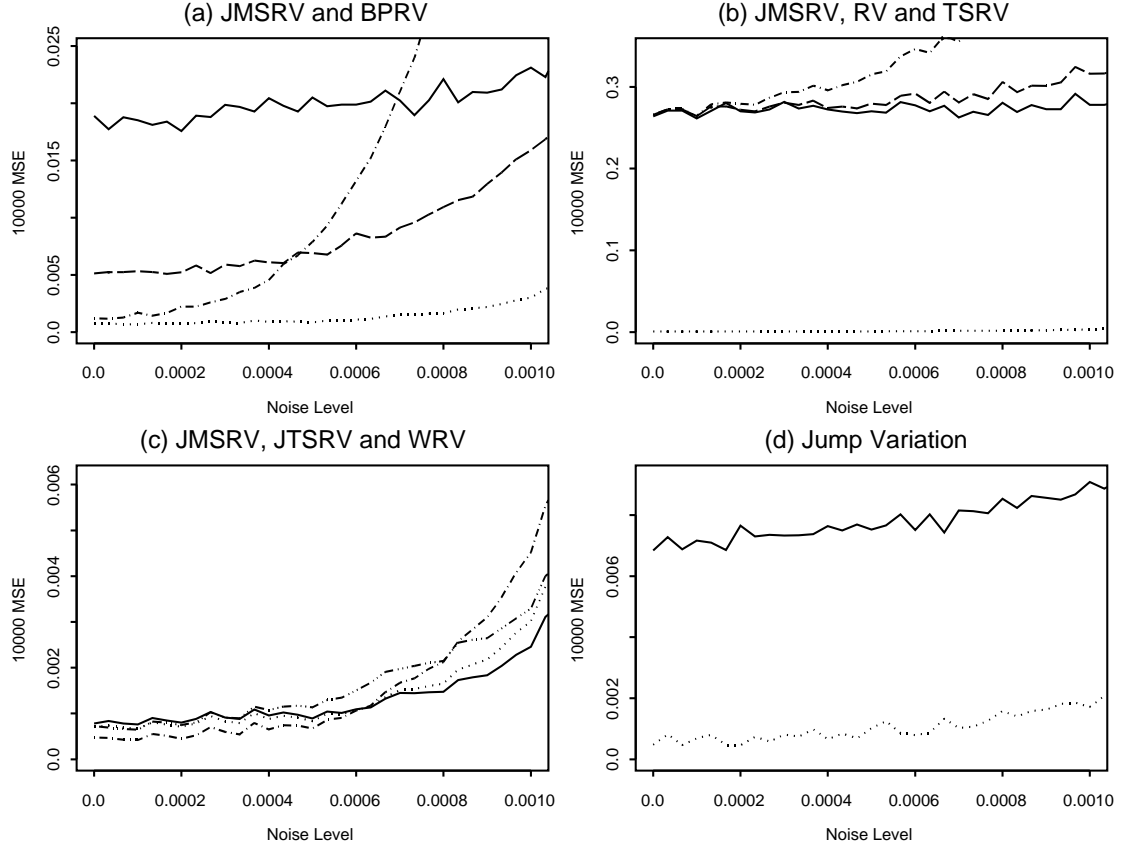 (a) JMSRV and BPRV
10000 MSE
0.025
0.015
0.005
0.0
0.0 0.0002 0.0004 0.0006 0.0008 0.0010
Noise Level
(b) JMSRV, RV and TSRV
10000 MSE
0.3
0.2
0.1
0.0
0.0 0.0002 0.0004 0.0006 0.0008 0.0010
Noise Level
(c) JMSRV, JTSRV and WRV
10000 MSE
0.006
0.004
0.002
0.0
0.0 0.0002 0.0004 0.0006 0.0008 0.0010
Noise Level
(d) Jump Variation
10000 MSE
0.006
0.002
0.0
0.0 0.0002 0.0004 0.0006 0.0008 0.0010
Noise Level